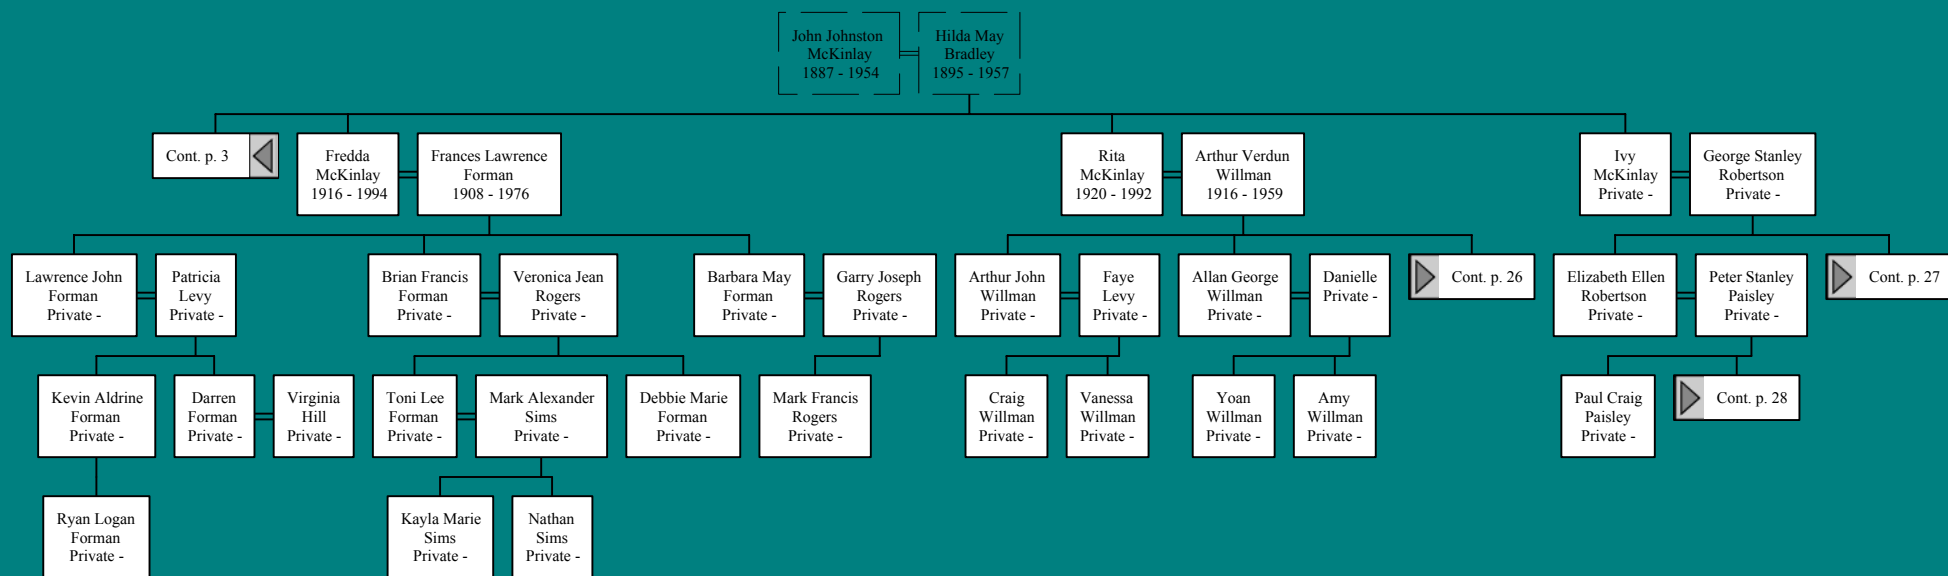 John Johnston
McKinlay
1887 - 1954
Hilda May
Bradley
1895 - 1957
Cont. p. 3
Fredda
McKinlay
1916 - 1994
Frances Lawrence
Forman
1908 - 1976
Rita
McKinlay
1920 - 1992
Arthur Verdun
Willman
1916 - 1959
Ivy
McKinlay
Private -
George Stanley
Robertson
Private -
Lawrence John
Forman
Private -
Patricia
Levy
Private -
Brian Francis
Forman
Private -
Veronica Jean
Rogers
Private -
Barbara May
Forman
Private -
Garry Joseph
Rogers
Private -
Arthur John
Willman
Private -
Faye
Levy
Private -
Allan George
Willman
Private -
Danielle
Private -
Cont. p. 26
Elizabeth Ellen
Robertson
Private -
Peter Stanley
Paisley
Private -
Cont. p. 27
Kevin Aldrine
Forman
Private -
Darren
Forman
Private -
Virginia
Hill
Private -
Toni Lee
Forman
Private -
Mark Alexander
Sims
Private -
Debbie Marie
Forman
Private -
Mark Francis
Rogers
Private -
Craig
Willman
Private -
Vanessa
Willman
Private -
Yoan
Willman
Private -
Amy
Willman
Private -
Paul Craig
Paisley
Private -
Cont. p. 28
Ryan Logan
Forman
Private -
Kayla Marie
Sims
Private -
Nathan
Sims
Private -